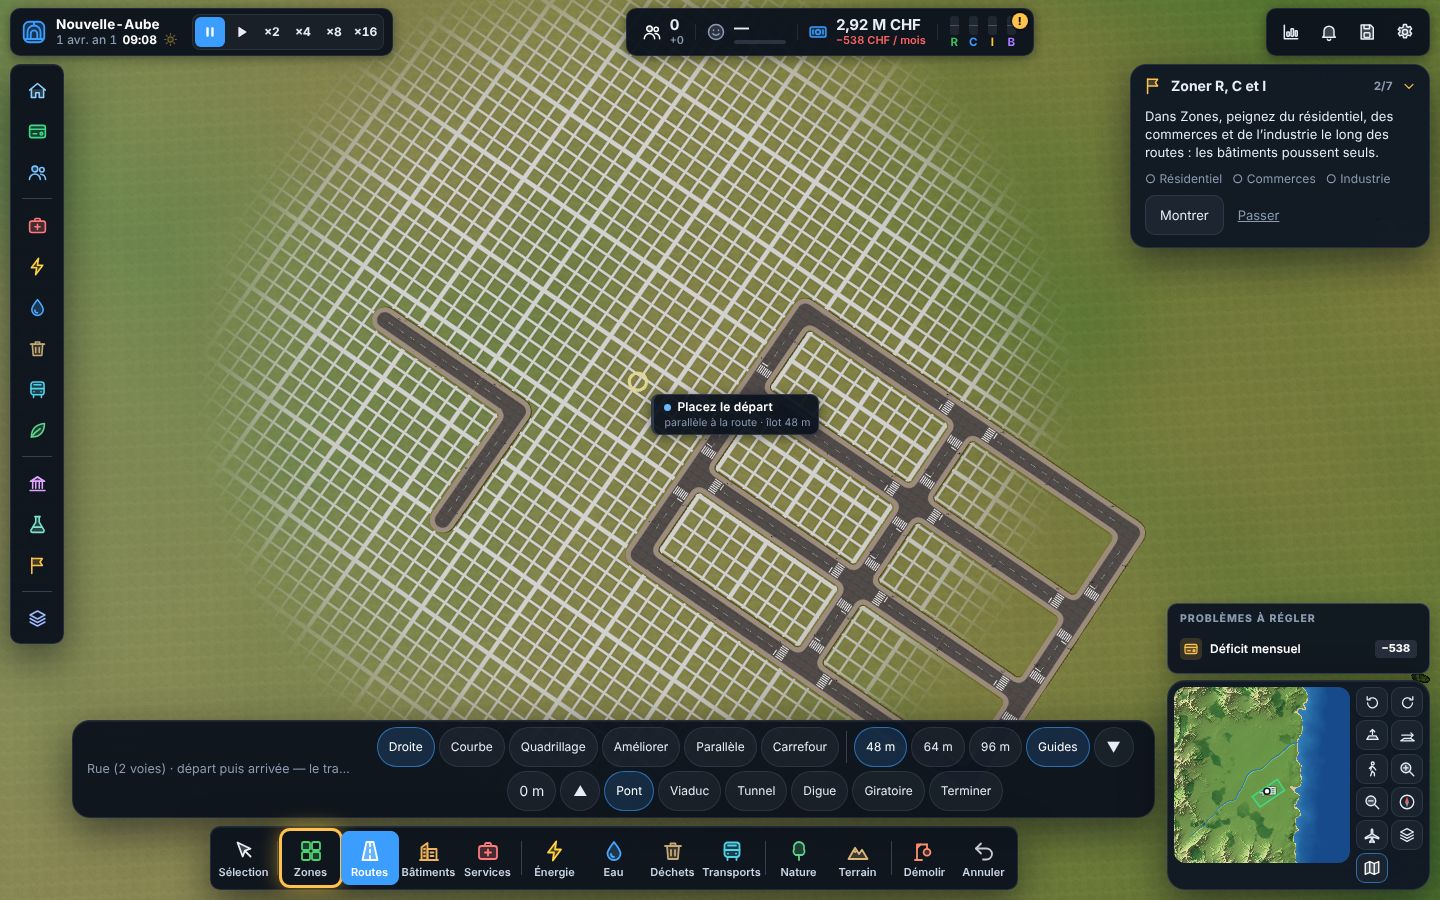 Nouvelle-Aube
1 avr. an 1 09:08
×2 ×4 ×8 ×16
0
+0
—
2,92 M CHF
−538 CHF / mois
R C I B
!
Zoner R, C et I 2/7
Dans Zones, peignez du résidentiel, des
commerces et de l'industrie le long des
routes : les bâtiments poussent seuls.
Résidentiel Commerces Industrie
Montrer Passer
Placez le départ
parallèle à la route · îlot 48 m
PROBLÈMES À RÉGLER
Déficit mensuel −538
Droite Courbe Quadrillage Améliorer Parallèle Carrefour 48 m 64 m 96 m Guides ▼
Rue (2 voies) · départ puis arrivée — le tra…
0 m ▲ Pont Viaduc Tunnel Digue Giratoire Terminer
Sélection Zones Routes Bâtiments Services Énergie Eau Déchets Transports Nature Terrain Démolir Annuler